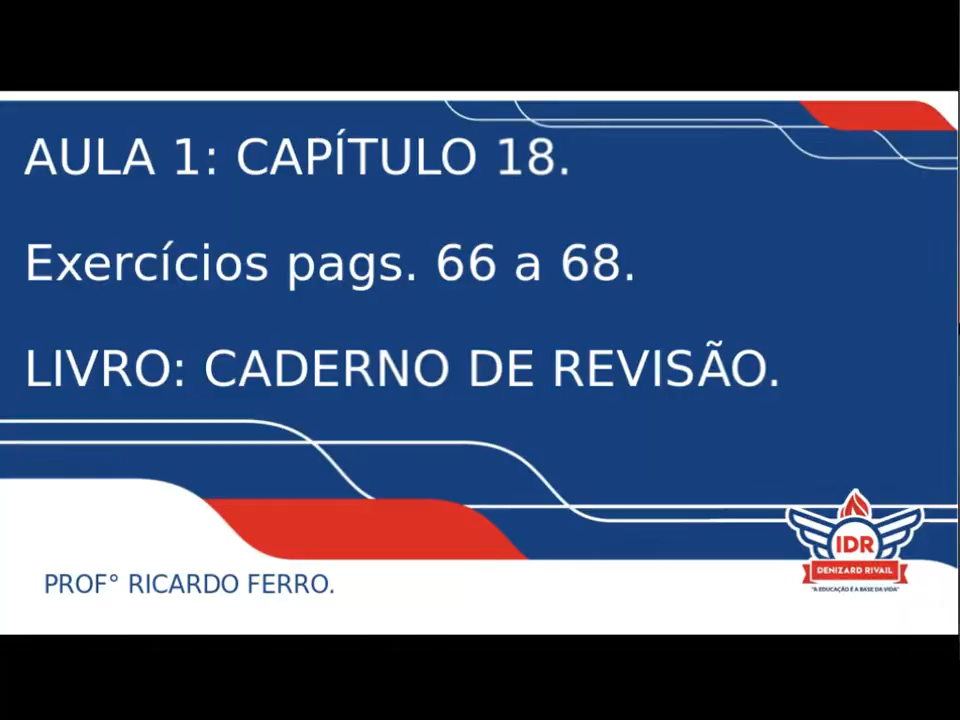 AULA 1: CAPÍTULO 18.
Exercícios pags. 66 a 68.
LIVRO: CADERNO DE REVISÃO.
PROF° RICARDO FERRO.
IDR
DENIZARD RIVAIL
"A EDUCAÇÃO É A BASE DA VIDA"